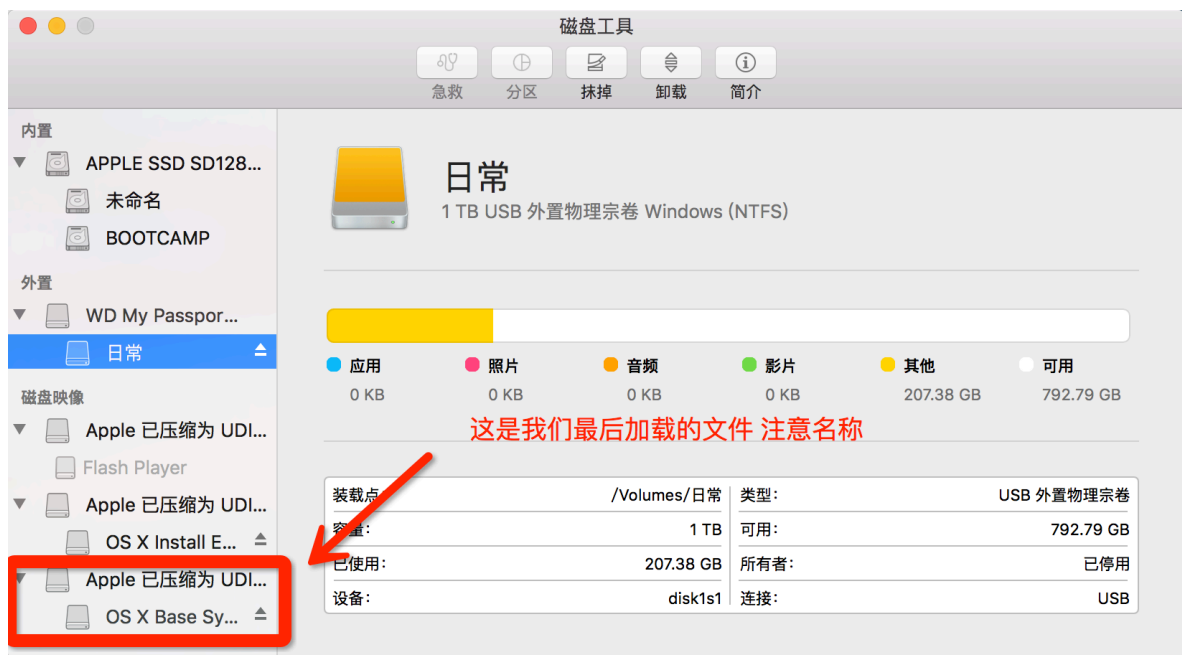 磁盘工具
急救 分区 抹掉 卸载 简介
内置
APPLE SSD SD128...
未命名
BOOTCAMP
外置
WD My Passpor...
日常
磁盘映像
Apple 已压缩为 UDI...
Flash Player
Apple 已压缩为 UDI...
OS X Install E...
Apple 已压缩为 UDI...
OS X Base Sy...
日常
1 TB USB 外置物理宗卷 Windows (NTFS)
应用 照片 音频 影片 其他 可用
0 KB 0 KB 0 KB 0 KB 207.38 GB 792.79 GB
这是我们最后加载的文件 注意名称
装载点: /Volumes/日常 类型: USB 外置物理宗卷
容量: 1 TB 可用: 792.79 GB
已使用: 207.38 GB 所有者: 已停用
设备: disk1s1 连接: USB